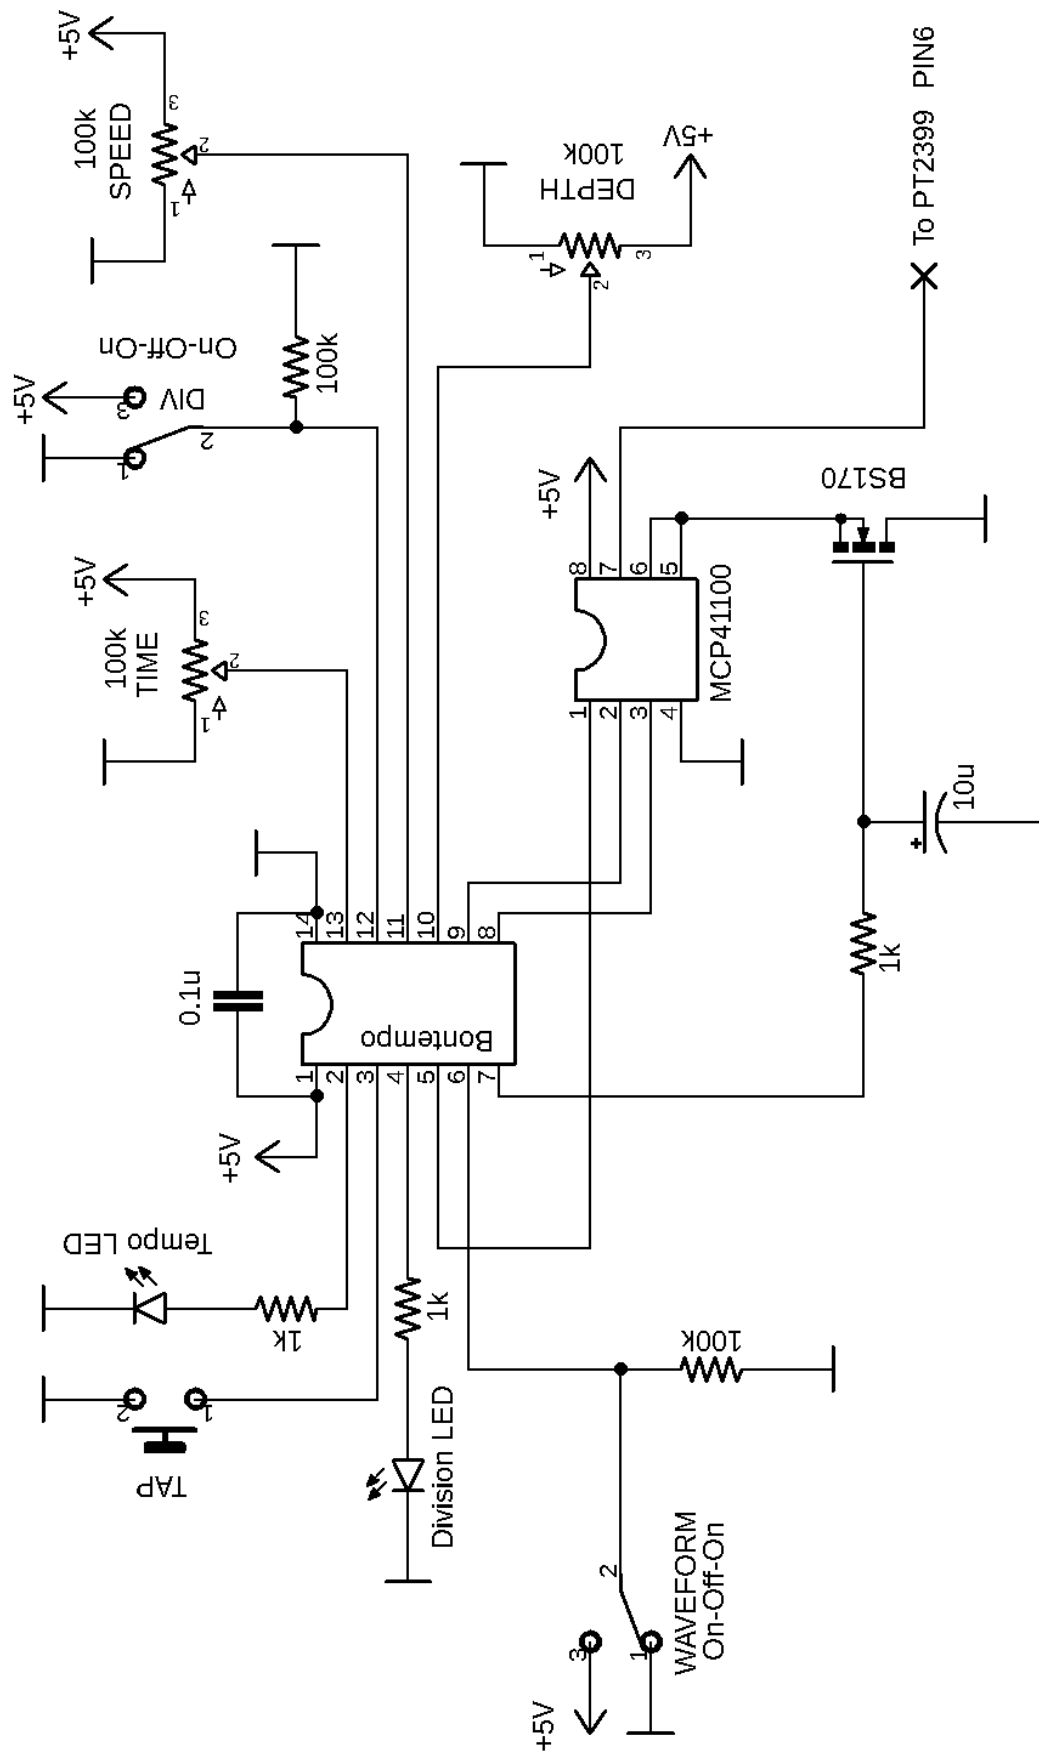 +5V
3
100k
SPEED
2
1
On-Off-On
+5V
3
DIV
1
2
100k
+5V
3
100k
TIME
2
1
1
100k
DEPTH
2
3
+5V
To PT2399 PIN6
+5V
8
7
6
5
1
2
3
4
MCP41100
BS170
+
10u
1k
0.1u
14
13
12
11
10
9
8
Bontempo
1
2
3
4
5
6
7
+5V
Tempo LED
1k
2
1
TAP
1k
Division LED
100k
2
3
1
+5V
WAVEFORM
On-Off-On